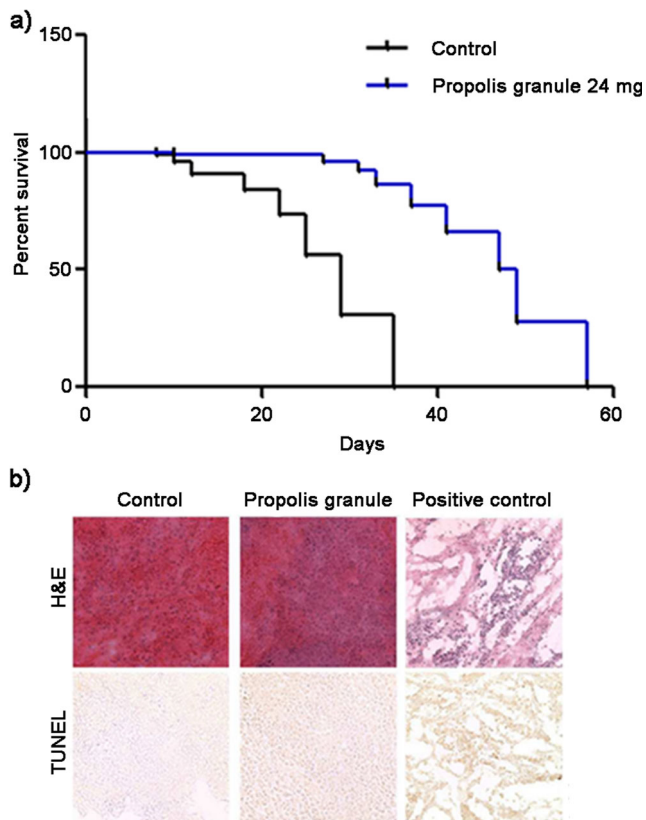 a)
150
100
50
0
Percent survival
0 20 40 60
Days
Control
Propolis granule 24 mg
b)
Control Propolis granule Positive control
H&E
TUNEL